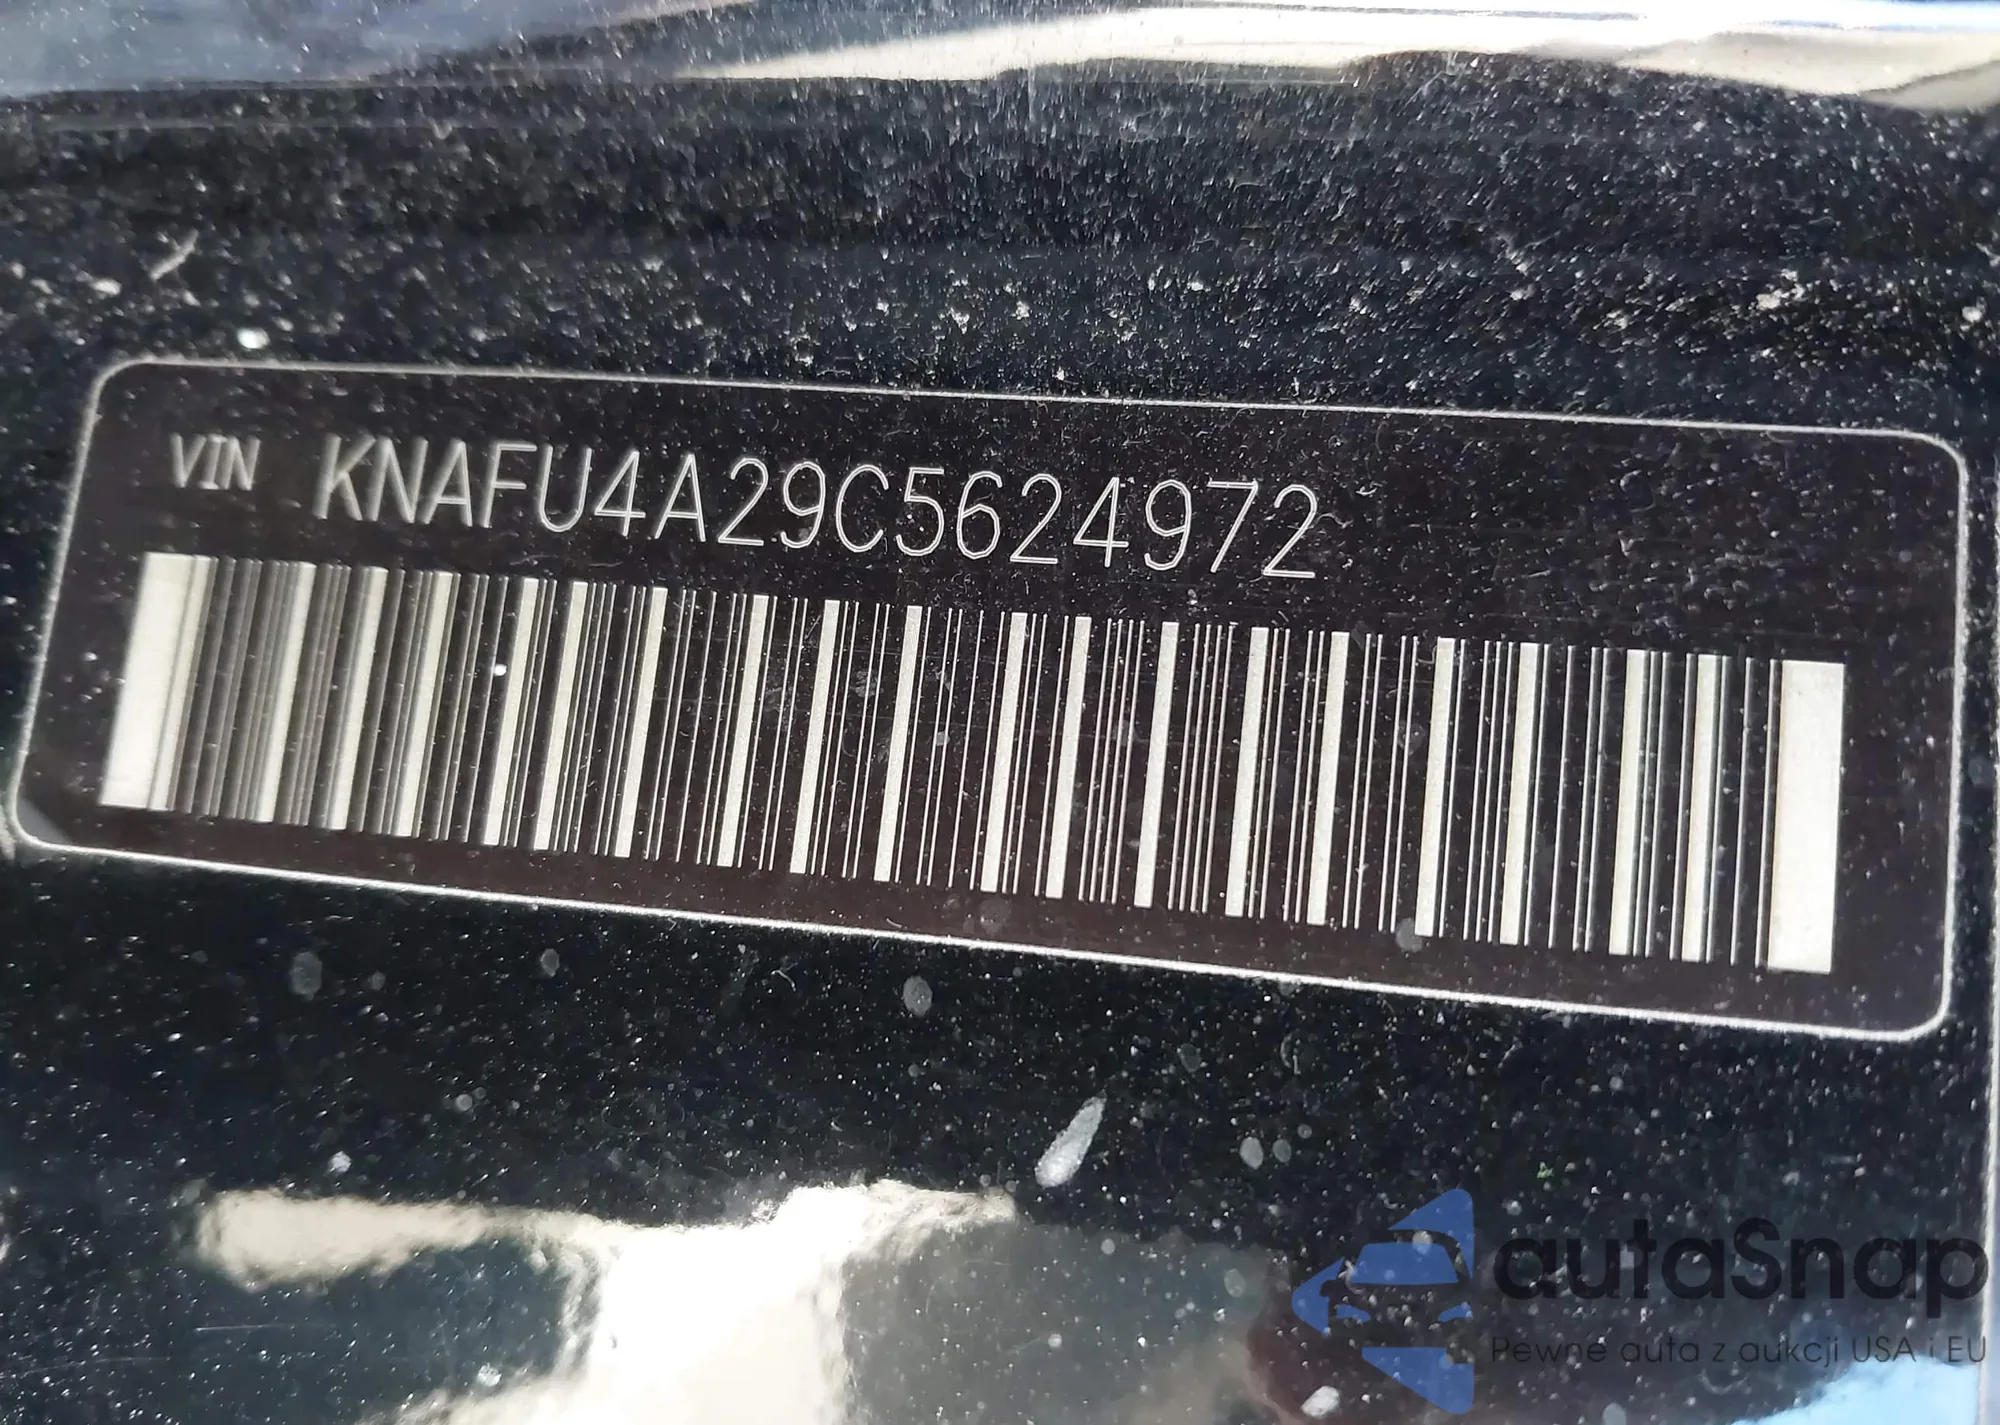 VIN KNAFU4A29C5624972
autaSnap
Pewne auta z aukcji USA i EU